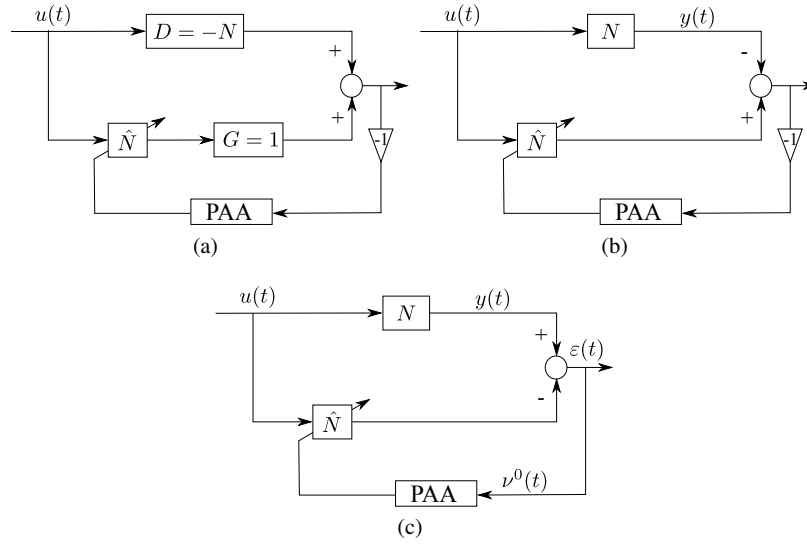 u(t)
D = −N
+
+
N̂
G = 1
-1
PAA
(a)
u(t)
N
y(t)
-
+
N̂
-1
PAA
(b)
u(t)
N
y(t)
+
ε(t)
-
N̂
ν⁰(t)
PAA
(c)